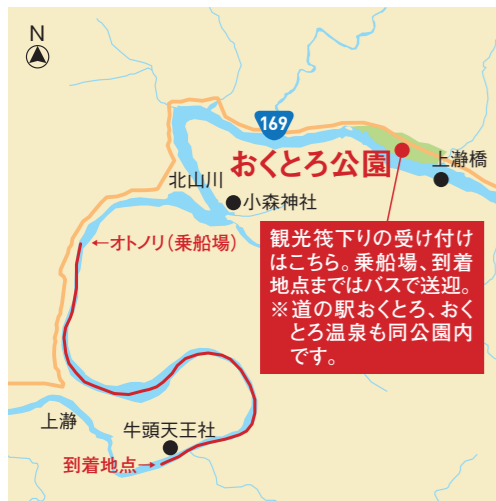 N
169
おくとろ公園
上瀞橋
北山川
小森神社
←オトノリ（乗船場）
観光筏下りの受け付け
はこちら。乗船場、到着
地点まではバスで送迎。
※道の駅おくとろ、おく
とろ温泉も同公園内
です。
上瀞
牛頭天王社
到着地点→